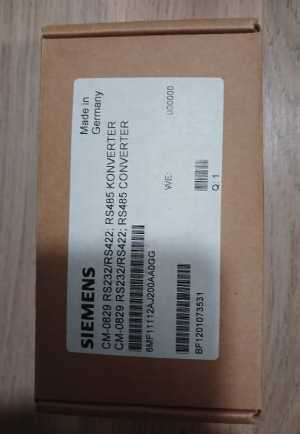 SIEMENS
Made in
Germany
CM-0829 RS232/RS422; RS485 KONVERTER
CM-0829 RS232/RS422; RS485 CONVERTER
6MF11112AJ200AA0GG
WE:
000000
BF1201073531
Q: 1